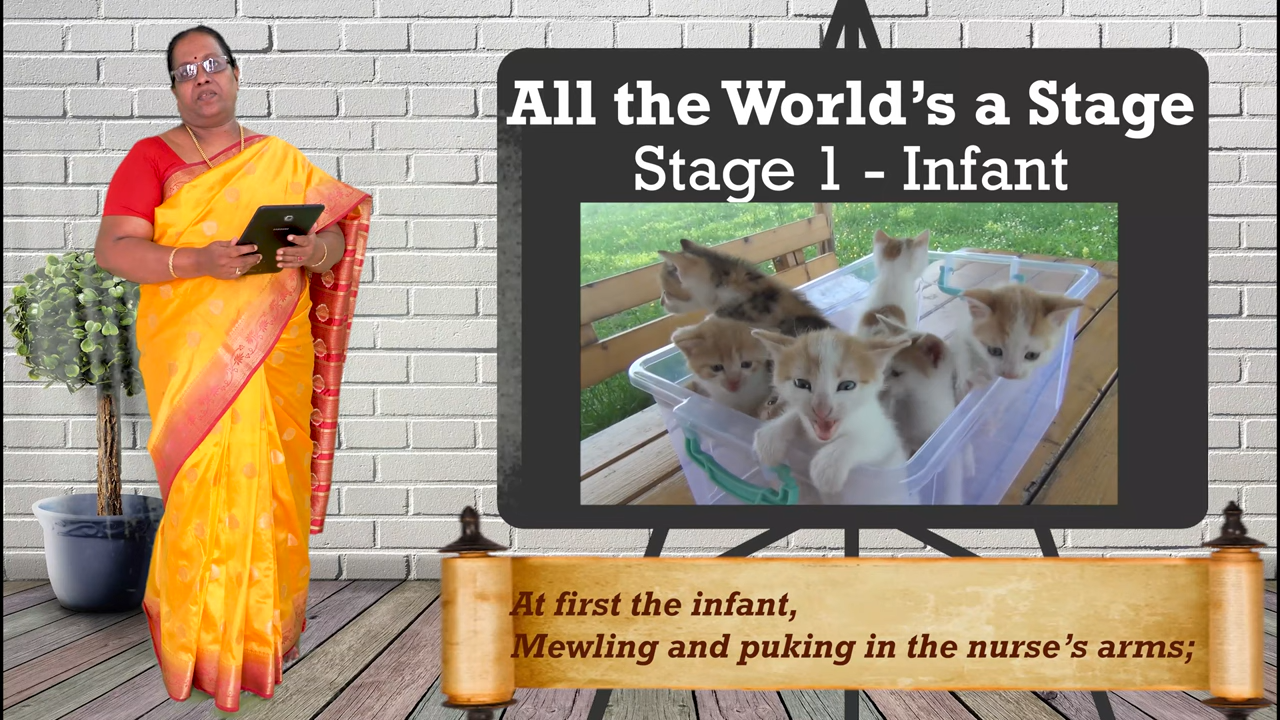 All the World's a Stage
Stage 1 - Infant
At first the infant,
Mewling and puking in the nurse's arms;